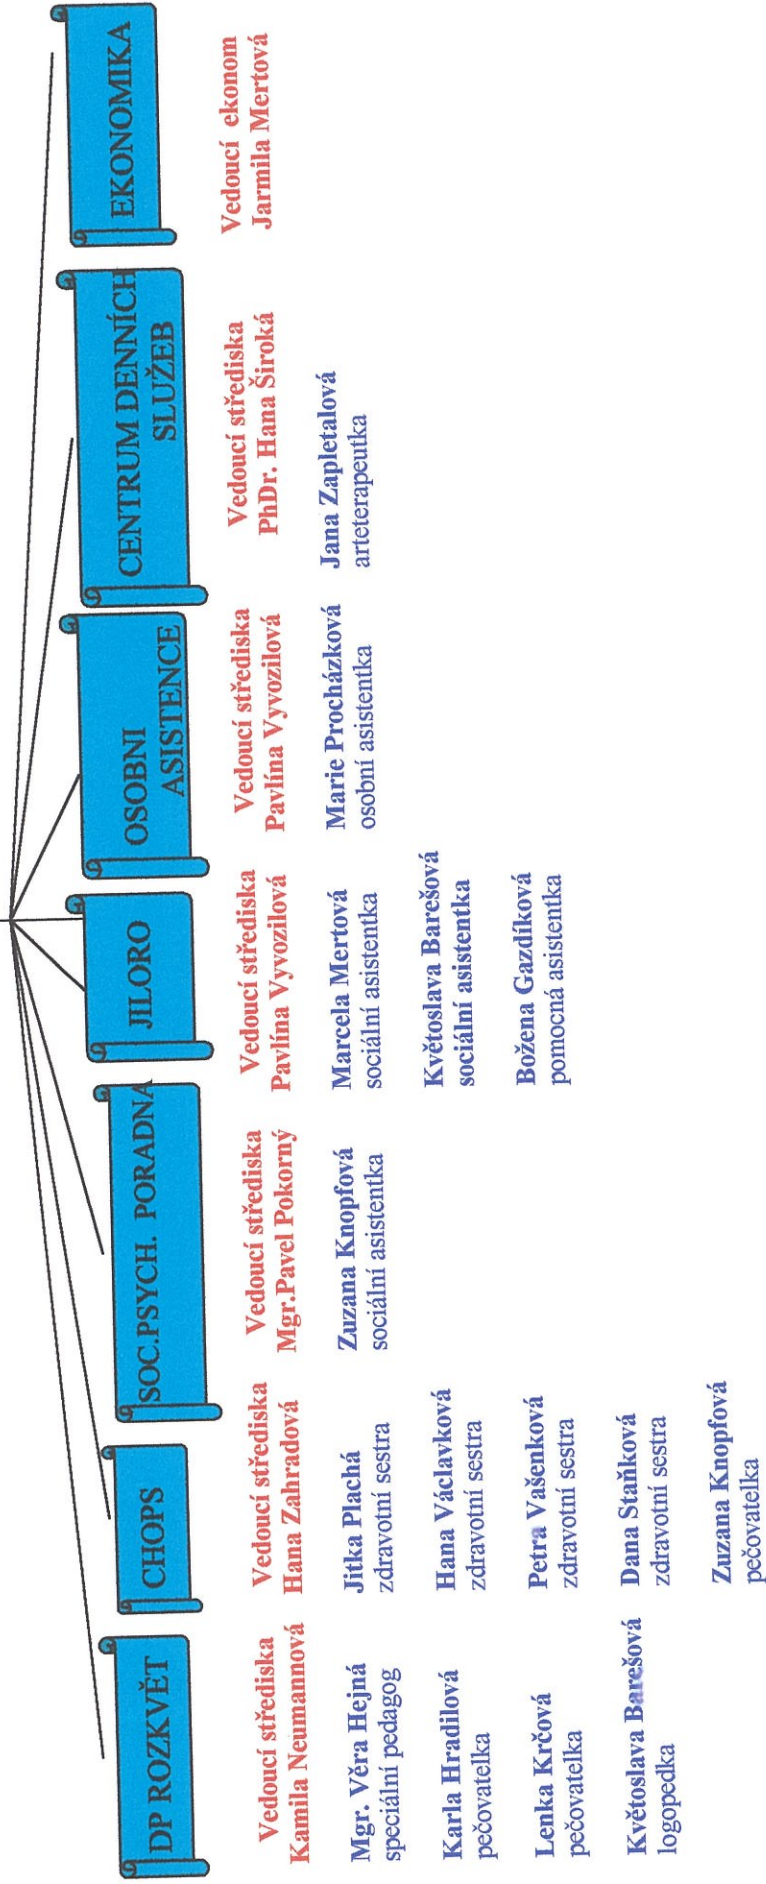 DP ROZKVĚT
Vedoucí střediska
Kamila Neumannová
Mgr. Věra Hejná
speciální pedagog
Karla Hradilová
pečovatelka
Lenka Krčová
pečovatelka
Květoslava Barešová
logopedka
CHOPS
Vedoucí střediska
Hana Zahradová
Jitka Plachá
zdravotní sestra
Hana Václavková
zdravotní sestra
Petra Vašenková
zdravotní sestra
Dana Staňková
zdravotní sestra
Zuzana Knopfová
pečovatelka
SOC.PSYCH. PORADNA
Vedoucí střediska
Mgr.Pavel Pokorný
Zuzana Knopfová
sociální asistentka
JILORO
Vedoucí střediska
Pavlína Vyvozilová
Marcela Mertová
sociální asistentka
Květoslava Barešová
sociální asistentka
Božena Gazdíková
pomocná asistentka
OSOBNI
ASISTENCE
Vedoucí střediska
Pavlína Vyvozilová
Marie Procházková
osobní asistentka
CENTRUM DENNÍCH
SLUŽEB
Vedoucí střediska
PhDr. Hana Široká
Jana Zapletalová
arteterapeutka
EKONOMIKA
Vedoucí ekonom
Jarmila Mertová